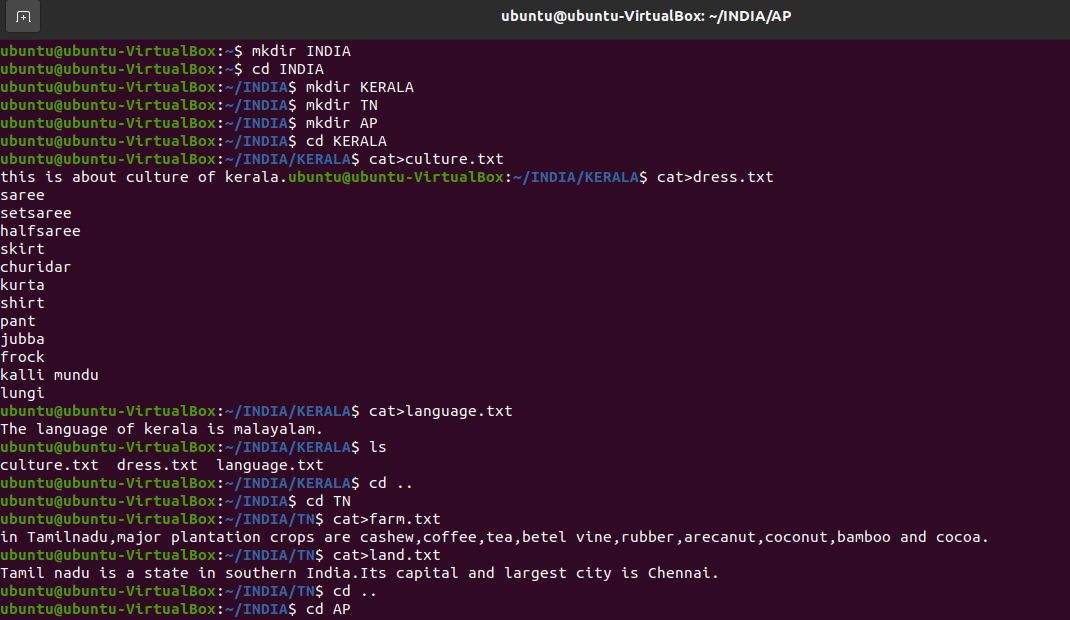 ubuntu@ubuntu-VirtualBox: ~/INDIA/AP
ubuntu@ubuntu-VirtualBox:~$ mkdir INDIA
ubuntu@ubuntu-VirtualBox:~$ cd INDIA
ubuntu@ubuntu-VirtualBox:~/INDIA$ mkdir KERALA
ubuntu@ubuntu-VirtualBox:~/INDIA$ mkdir TN
ubuntu@ubuntu-VirtualBox:~/INDIA$ mkdir AP
ubuntu@ubuntu-VirtualBox:~/INDIA$ cd KERALA
ubuntu@ubuntu-VirtualBox:~/INDIA/KERALA$ cat>culture.txt
this is about culture of kerala.ubuntu@ubuntu-VirtualBox:~/INDIA/KERALA$ cat>dress.txt
saree
setsaree
halfsaree
skirt
churidar
kurta
shirt
pant
jubba
frock
kalli mundu
lungi
ubuntu@ubuntu-VirtualBox:~/INDIA/KERALA$ cat>language.txt
The language of kerala is malayalam.
ubuntu@ubuntu-VirtualBox:~/INDIA/KERALA$ ls
culture.txt  dress.txt  language.txt
ubuntu@ubuntu-VirtualBox:~/INDIA/KERALA$ cd ..
ubuntu@ubuntu-VirtualBox:~/INDIA$ cd TN
ubuntu@ubuntu-VirtualBox:~/INDIA/TN$ cat>farm.txt
in Tamilnadu,major plantation crops are cashew,coffee,tea,betel vine,rubber,arecanut,coconut,bamboo and cocoa.
ubuntu@ubuntu-VirtualBox:~/INDIA/TN$ cat>land.txt
Tamil nadu is a state in southern India.Its capital and largest city is Chennai.
ubuntu@ubuntu-VirtualBox:~/INDIA/TN$ cd ..
ubuntu@ubuntu-VirtualBox:~/INDIA$ cd AP